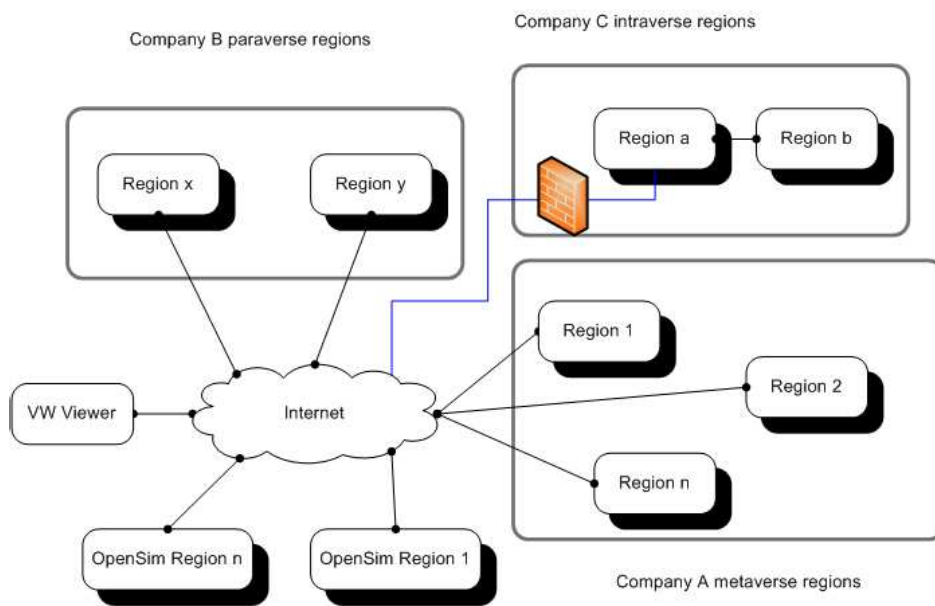 Company B paraverse regions
Company C intraverse regions
Region x
Region y
Region a
Region b
Region 1
Region 2
Region n
VW Viewer
Internet
OpenSim Region n
OpenSim Region 1
Company A metaverse regions